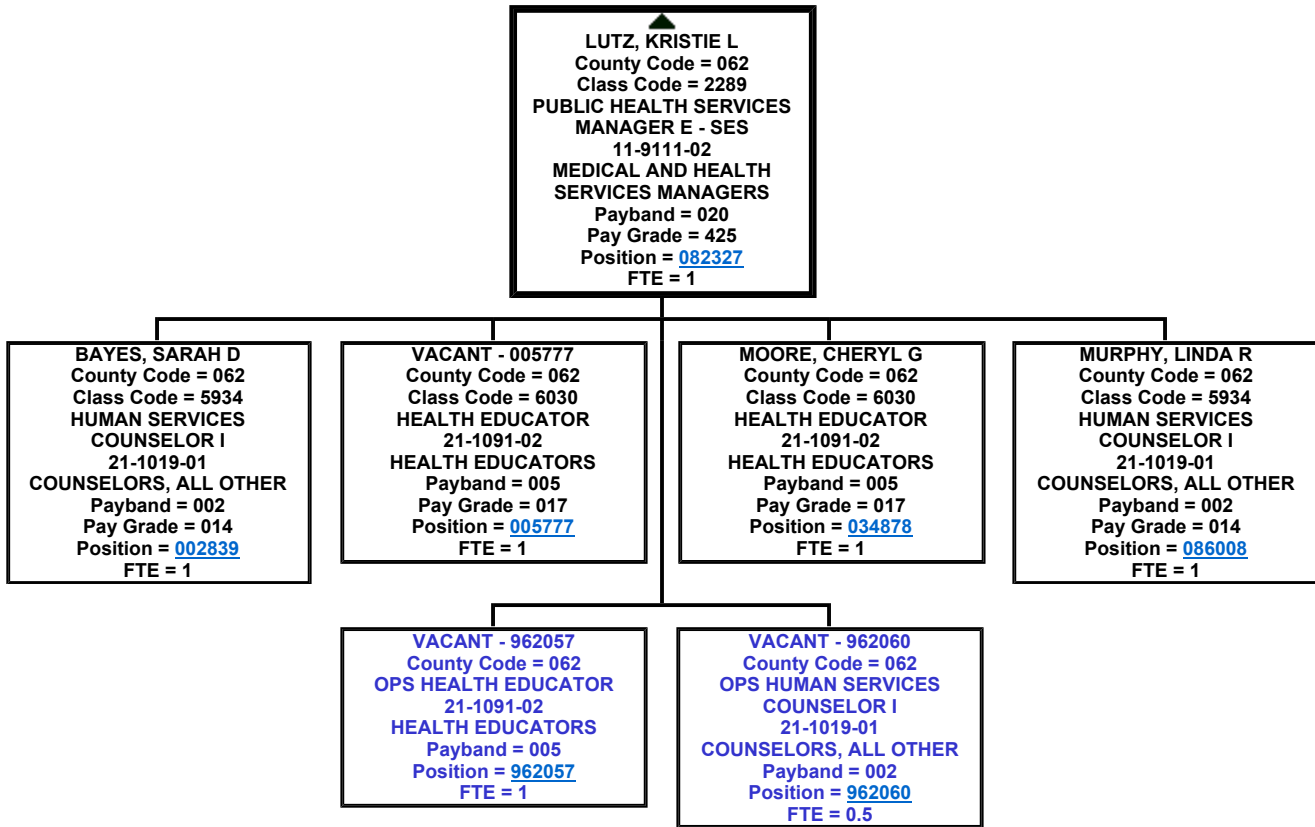 LUTZ, KRISTIE L
County Code = 062
Class Code = 2289
PUBLIC HEALTH SERVICES
MANAGER E - SES
11-9111-02
MEDICAL AND HEALTH
SERVICES MANAGERS
Payband = 020
Pay Grade = 425
Position = 082327
FTE = 1
BAYES, SARAH D
County Code = 062
Class Code = 5934
HUMAN SERVICES
COUNSELOR I
21-1019-01
COUNSELORS, ALL OTHER
Payband = 002
Pay Grade = 014
Position = 002839
FTE = 1
VACANT - 005777
County Code = 062
Class Code = 6030
HEALTH EDUCATOR
21-1091-02
HEALTH EDUCATORS
Payband = 005
Pay Grade = 017
Position = 005777
FTE = 1
MOORE, CHERYL G
County Code = 062
Class Code = 6030
HEALTH EDUCATOR
21-1091-02
HEALTH EDUCATORS
Payband = 005
Pay Grade = 017
Position = 034878
FTE = 1
MURPHY, LINDA R
County Code = 062
Class Code = 5934
HUMAN SERVICES
COUNSELOR I
21-1019-01
COUNSELORS, ALL OTHER
Payband = 002
Pay Grade = 014
Position = 086008
FTE = 1
VACANT - 962057
County Code = 062
OPS HEALTH EDUCATOR
21-1091-02
HEALTH EDUCATORS
Payband = 005
Position = 962057
FTE = 1
VACANT - 962060
County Code = 062
OPS HUMAN SERVICES
COUNSELOR I
21-1019-01
COUNSELORS, ALL OTHER
Payband = 002
Position = 962060
FTE = 0.5